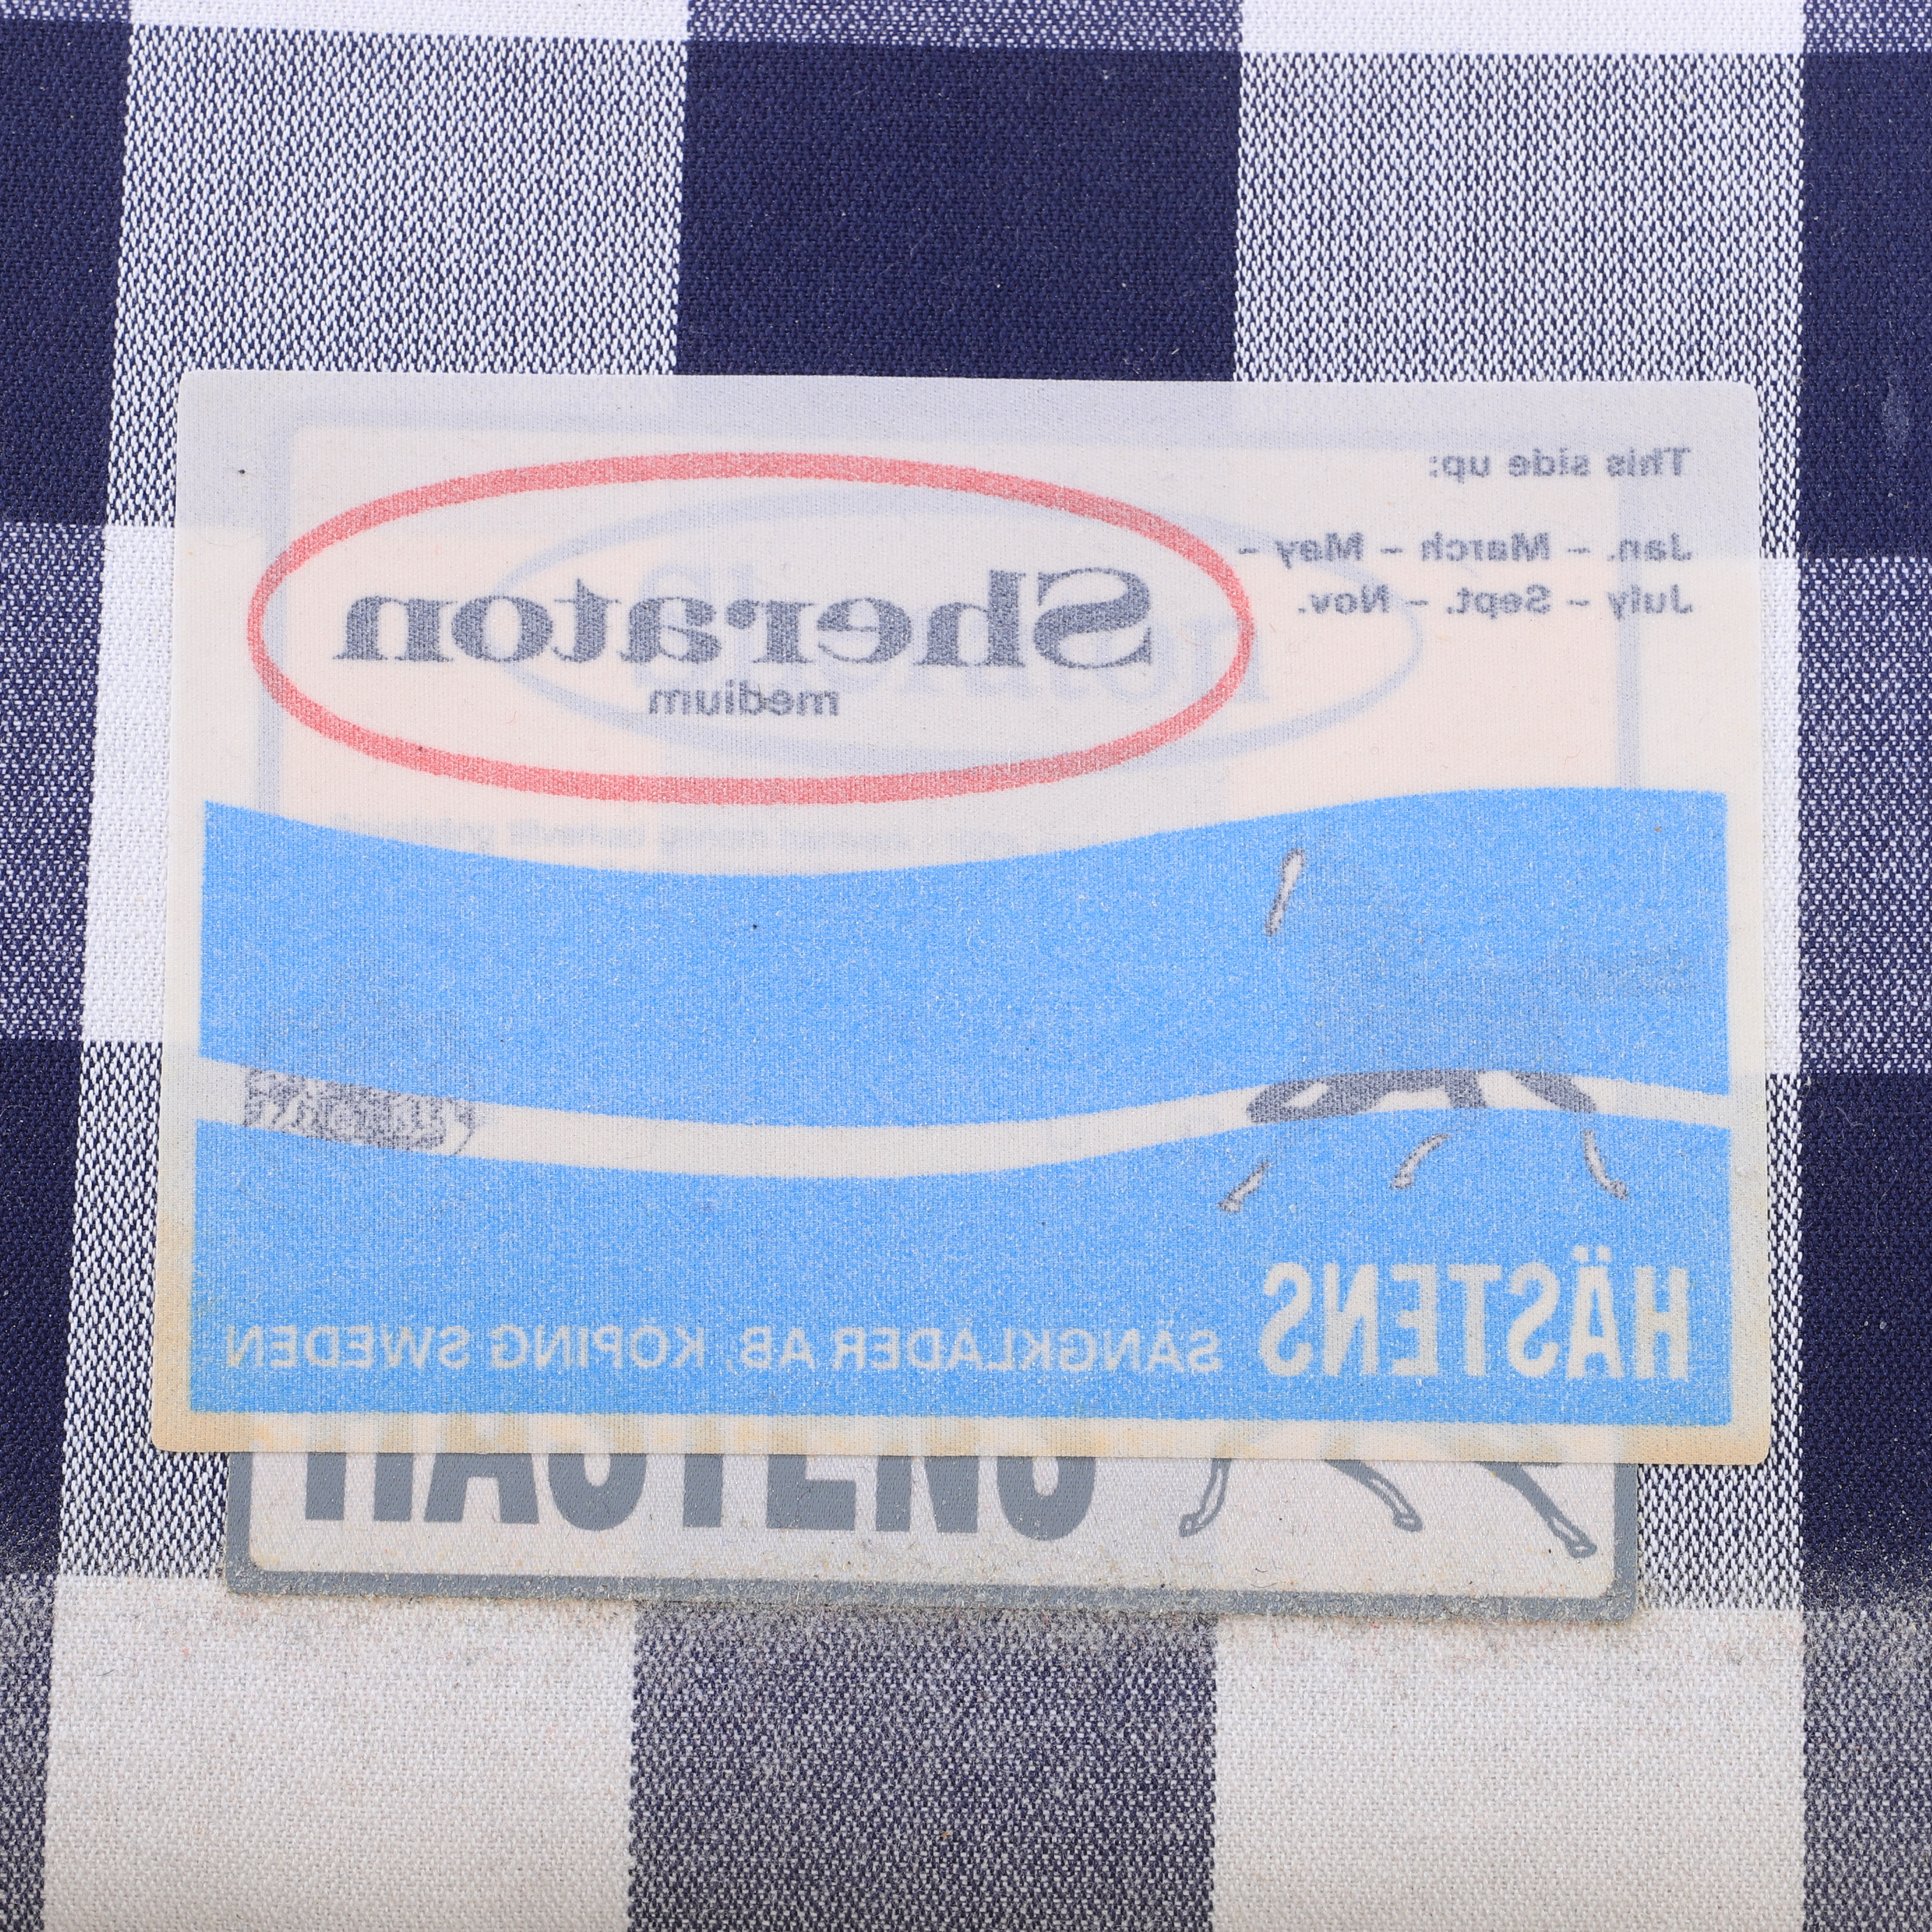 This side up:
Jan. – March – May –
July – Sept. – Nov.
Sheraton
medium
HÄSTENS SÄNGKLÄDER AB, KÖPING SWEDEN
HÄSTENS